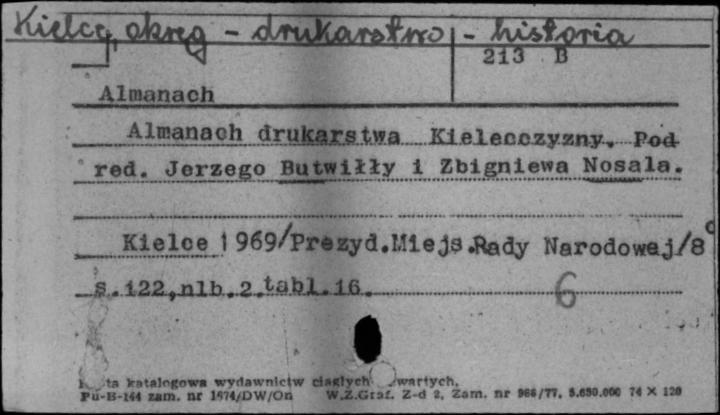 Kielce, okręg - drukarstwo - historia
213 B
Almanach
Almanach drukarstwa Kielecczyzny. Pod
red. Jerzego Butwiłły i Zbigniewa Nosala.
Kielce 1969/Prezyd.Miejs.Rady Narodowej/8°
s.122,nlb.2.tabl.16.
6
ta katalogowa wydawnictw ciągłych wartych,
Pu-B-144 zam. nr 1674/DW/On W.Z.Graf. Z-d 2, Zam. nr 966/77, 5.650.000 74 × 120